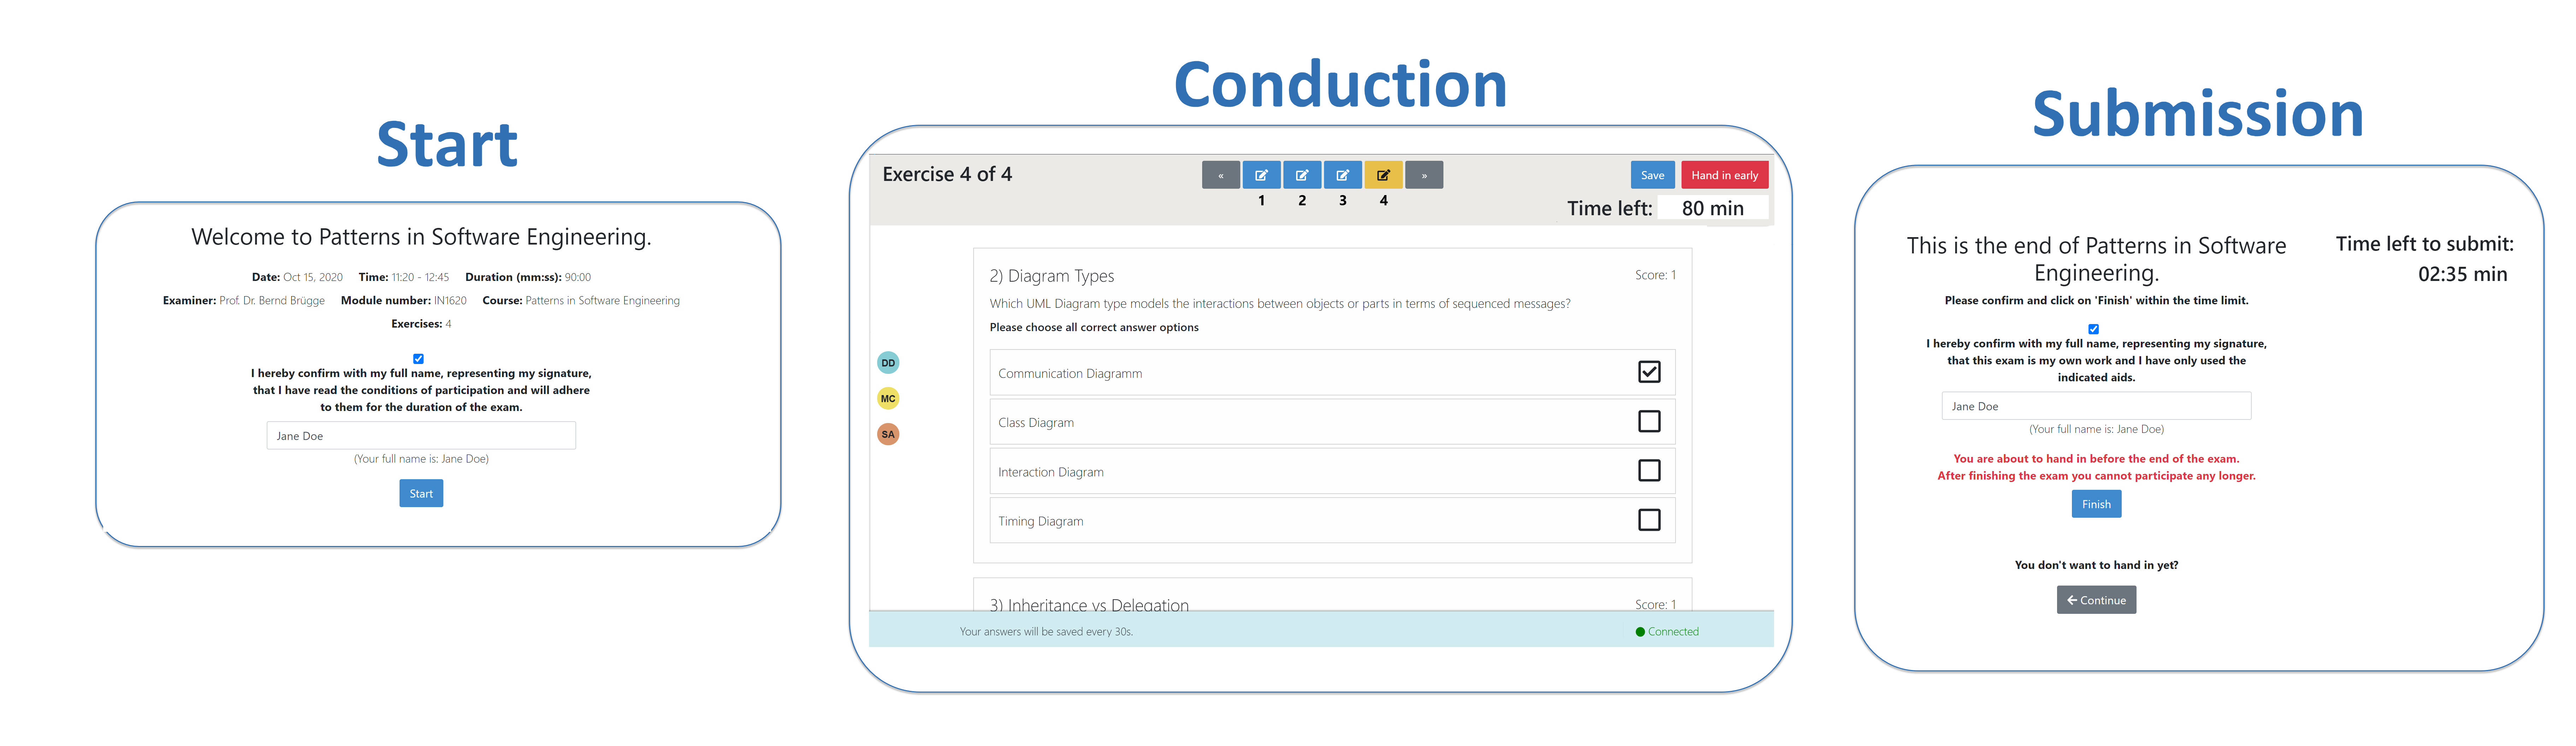 Start
Welcome to Patterns in Software Engineering.
Date: Oct 15, 2020 Time: 11:20 - 12:45 Duration (mm:ss): 90:00
Examiner: Prof. Dr. Bernd Brügge Module number: IN1620 Course: Patterns in Software Engineering
Exercises: 4
I hereby confirm with my full name, representing my signature,
that I have read the conditions of participation and will adhere
to them for the duration of the exam.
Jane Doe
(Your full name is: Jane Doe)
Start
Conduction
Exercise 4 of 4
« »
1 2 3 4
Save Hand in early
Time left: 80 min
2) Diagram Types Score: 1
Which UML Diagram type models the interactions between objects or parts in terms of sequenced messages?
Please choose all correct answer options
DD
MC
SA
Communication Diagramm
Class Diagram
Interaction Diagram
Timing Diagram
3) Inheritance vs Delegation Score: 1
Your answers will be saved every 30s. Connected
Submission
This is the end of Patterns in Software
Engineering.
Time left to submit:
02:35 min
Please confirm and click on 'Finish' within the time limit.
I hereby confirm with my full name, representing my signature,
that this exam is my own work and I have only used the
indicated aids.
Jane Doe
(Your full name is: Jane Doe)
You are about to hand in before the end of the exam.
After finishing the exam you cannot participate any longer.
Finish
You don't want to hand in yet?
← Continue